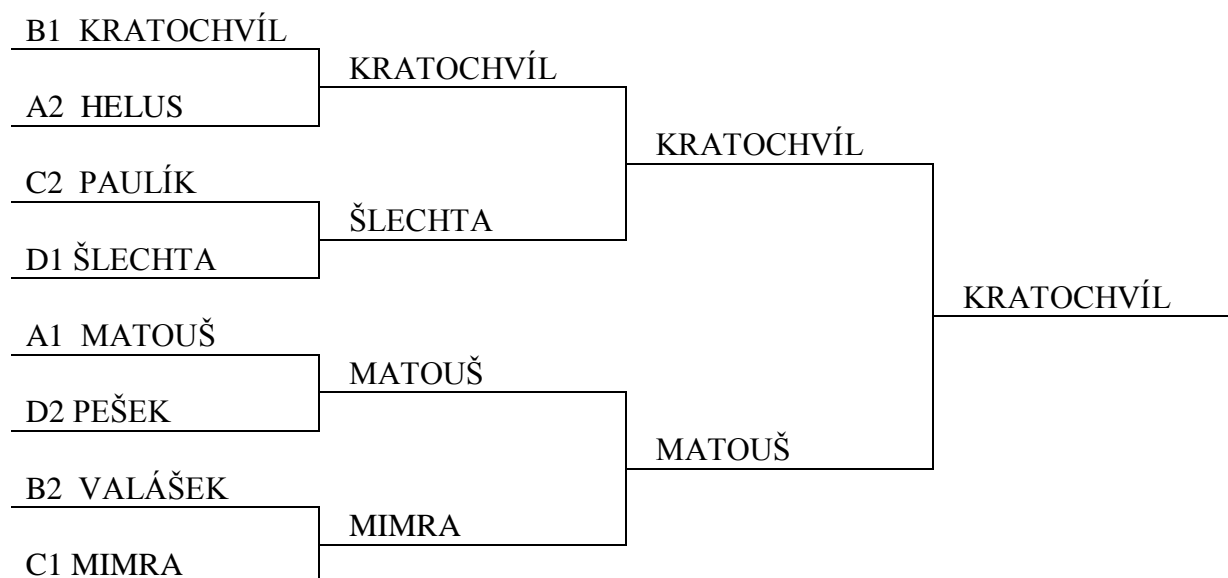 B1 KRATOCHVÍL
KRATOCHVÍL
A2 HELUS
KRATOCHVÍL
C2 PAULÍK
ŠLECHTA
D1 ŠLECHTA
KRATOCHVÍL
A1 MATOUŠ
MATOUŠ
D2 PEŠEK
MATOUŠ
B2 VALÁŠEK
MIMRA
C1 MIMRA